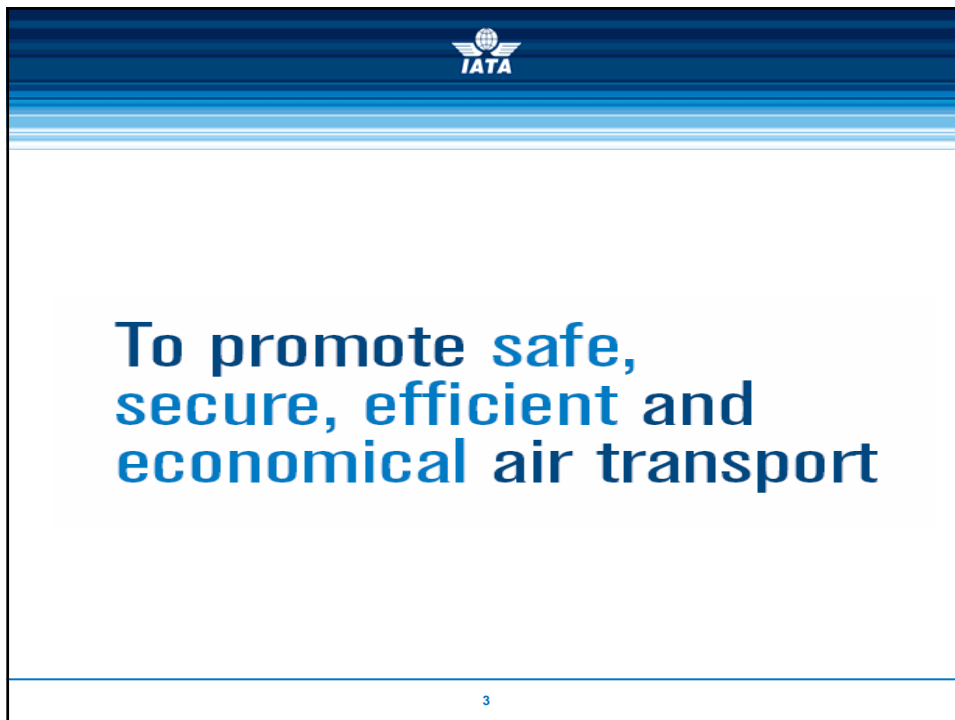 IATA
To promote safe,
secure, efficient and
economical air transport
3